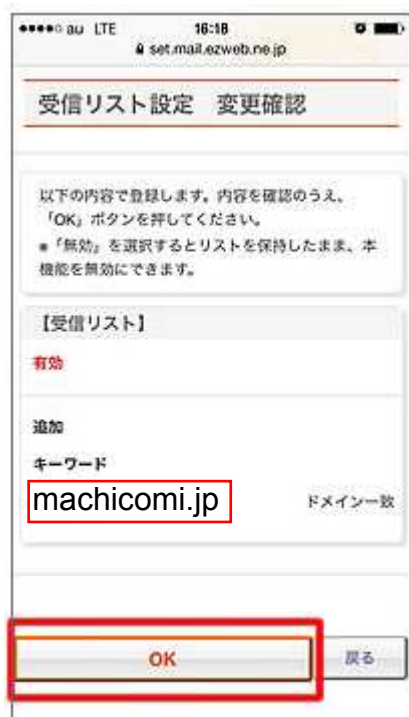 au LTE 16:18
set.mail.ezweb.ne.jp
受信リスト設定 変更確認
以下の内容で登録します。内容を確認のうえ、
「OK」ボタンを押してください。
■「無効」を選択するとリストを保持したまま、本
機能を無効にできます。
【受信リスト】
有効
追加
キーワード
machicomi.jp ドメイン一致
OK 戻る